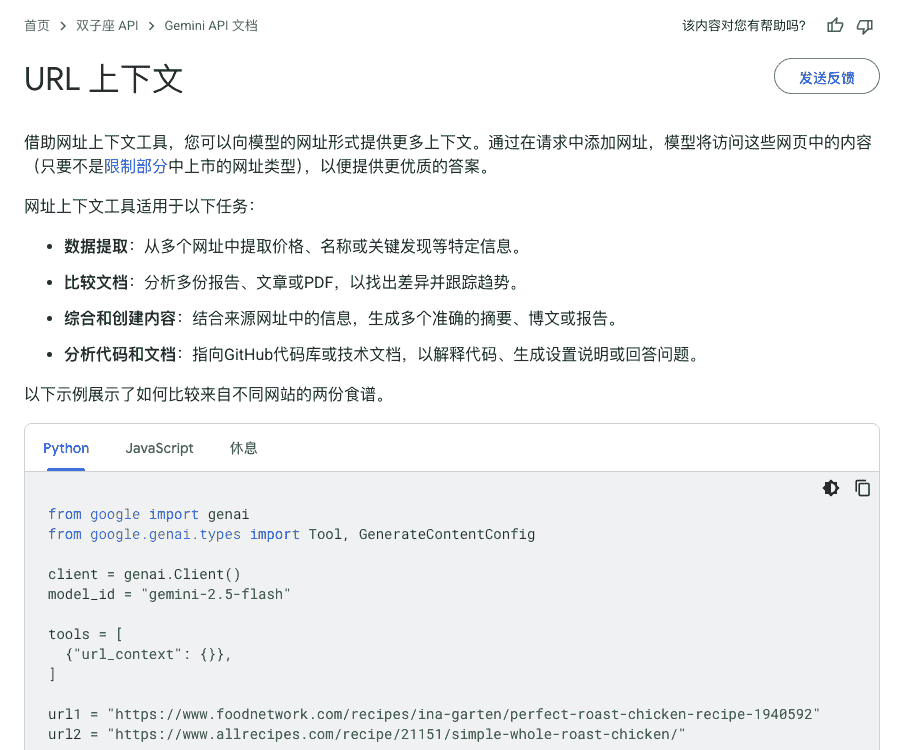 首页 > 双子座 API > Gemini API 文档
该内容对您有帮助吗?
URL 上下文
发送反馈
借助网址上下文工具，您可以向模型的网址形式提供更多上下文。通过在请求中添加网址，模型将访问这些网页中的内容
（只要不是限制部分中上市的网址类型），以便提供更优质的答案。
网址上下文工具适用于以下任务：
• 数据提取：从多个网址中提取价格、名称或关键发现等特定信息。
• 比较文档：分析多份报告、文章或PDF，以找出差异并跟踪趋势。
• 综合和创建内容：结合来源网址中的信息，生成多个准确的摘要、博文或报告。
• 分析代码和文档：指向GitHub代码库或技术文档，以解释代码、生成设置说明或回答问题。
以下示例展示了如何比较来自不同网站的两份食谱。
Python JavaScript 休息
from google import genai
from google.genai.types import Tool, GenerateContentConfig
client = genai.Client()
model_id = "gemini-2.5-flash"
tools = [
  {"url_context": {}},
]
url1 = "https://www.foodnetwork.com/recipes/ina-garten/perfect-roast-chicken-recipe-1940592"
url2 = "https://www.allrecipes.com/recipe/21151/simple-whole-roast-chicken/"